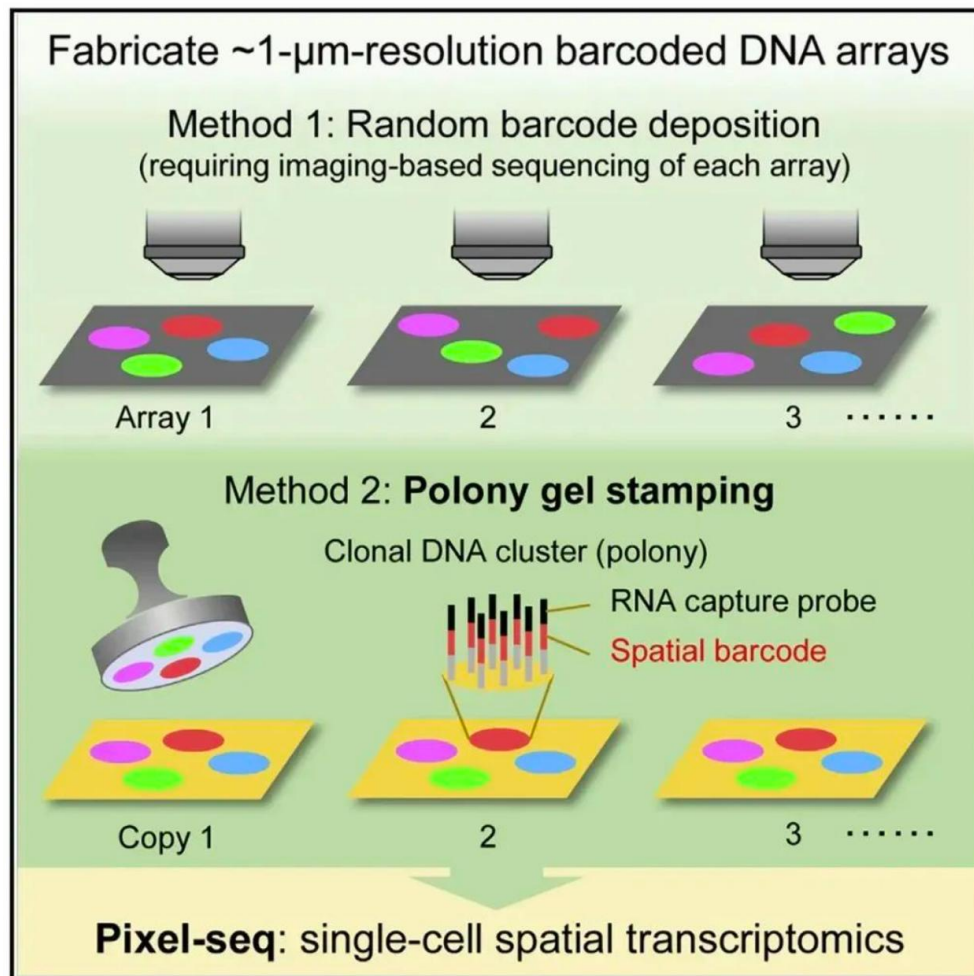 Fabricate ~1-μm-resolution barcoded DNA arrays
Method 1: Random barcode deposition
(requiring imaging-based sequencing of each array)
Array 1
2
3 ······
Method 2: Polony gel stamping
Clonal DNA cluster (polony)
RNA capture probe
Spatial barcode
Copy 1
2
3 ······
Pixel-seq: single-cell spatial transcriptomics